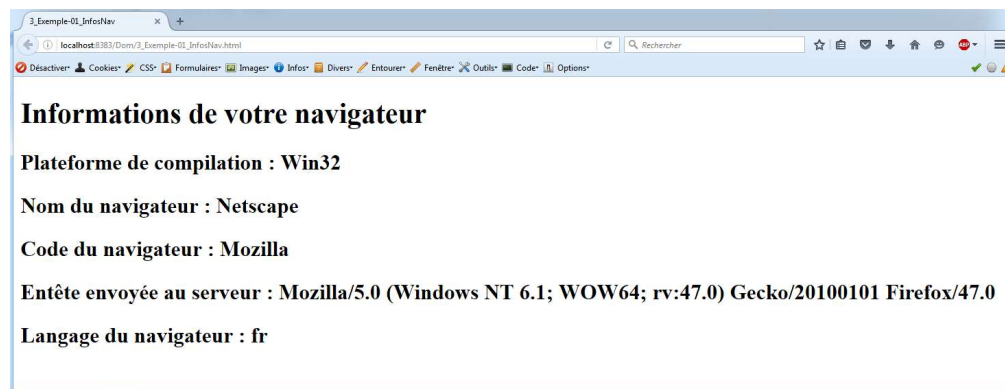 3_Exemple-01_InfosNav
localhost:8383/Dom/3_Exemple-01_InfosNav.html
Rechercher
ABP
Désactiver Cookies CSS Formulaires Images Infos Divers Entourer Fenêtre Outils Code Options
Informations de votre navigateur
Plateforme de compilation : Win32
Nom du navigateur : Netscape
Code du navigateur : Mozilla
Entête envoyée au serveur : Mozilla/5.0 (Windows NT 6.1; WOW64; rv:47.0) Gecko/20100101 Firefox/47.0
Langage du navigateur : fr